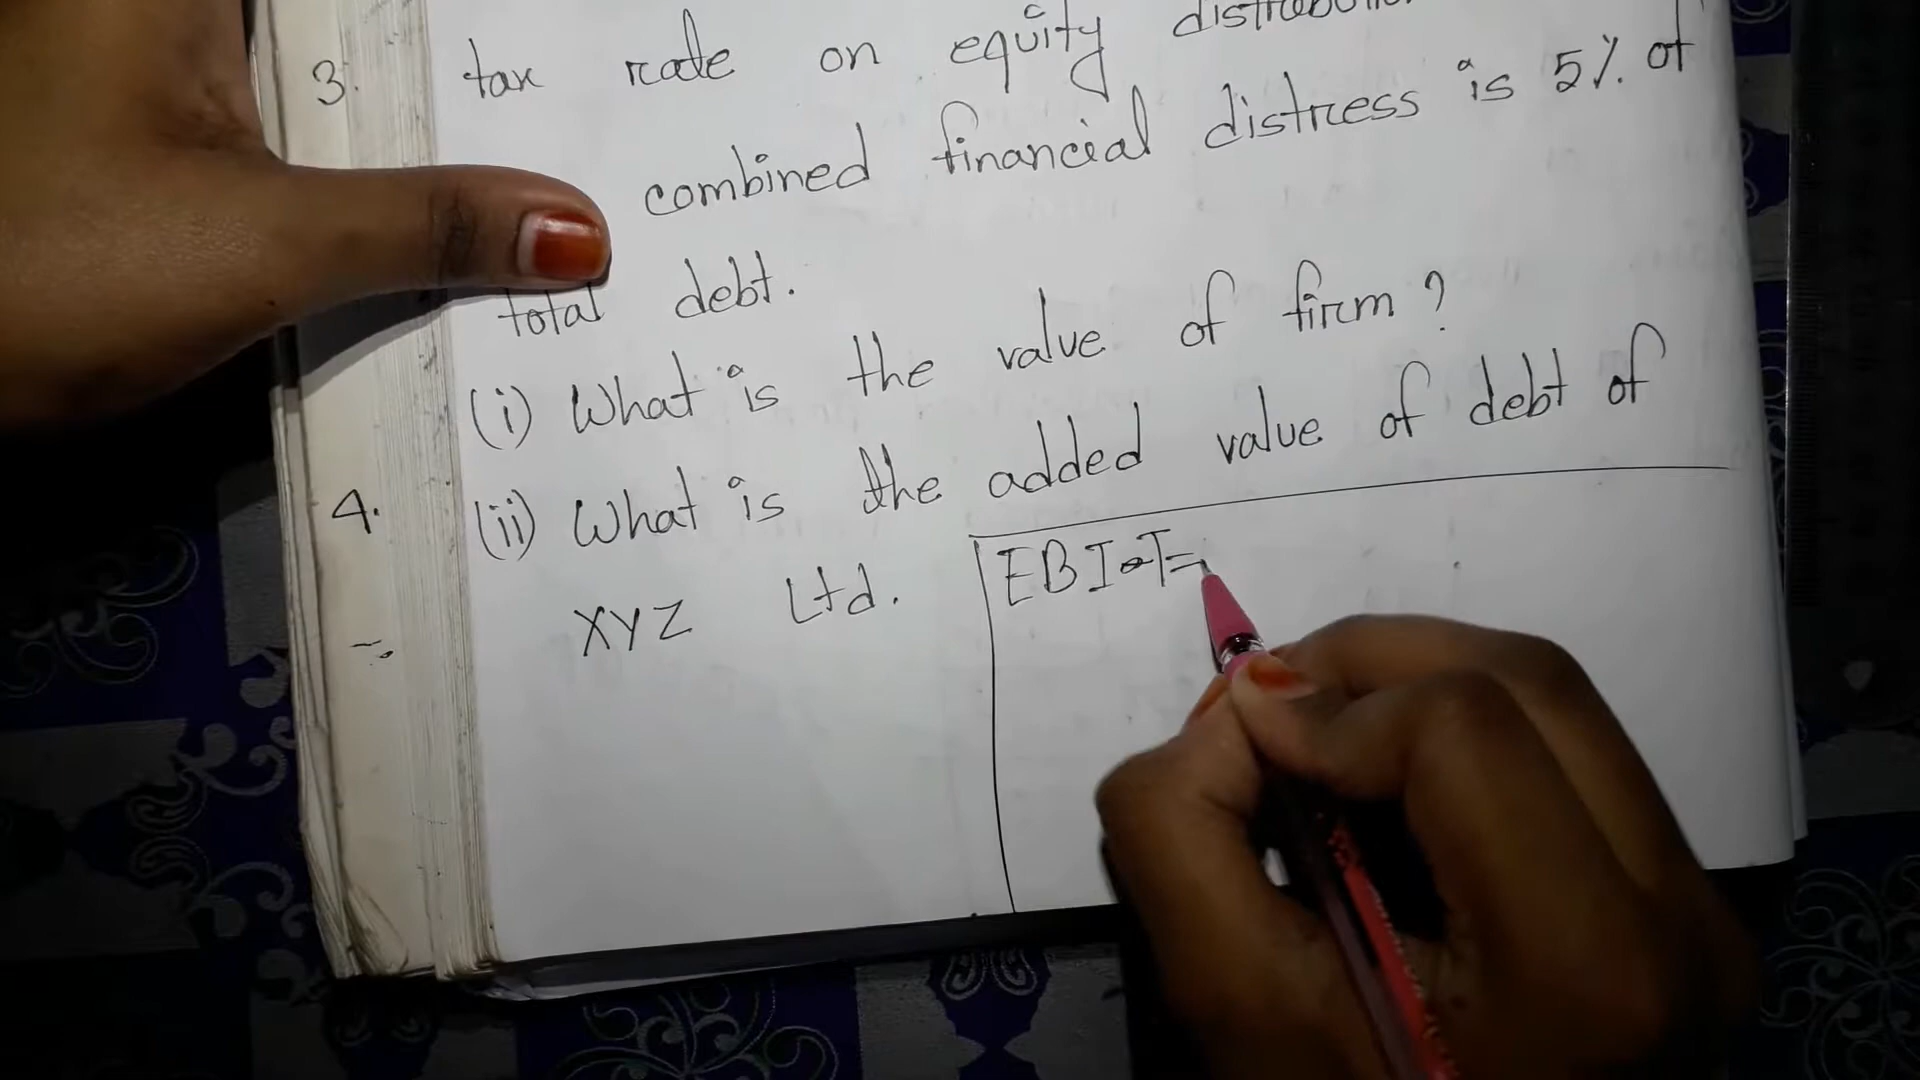 3. tax rate on equity
combined financial distress is 5% of
total debt.
(i) What is the value of firm?
4. (ii) What is the added value of debt of
XYZ Ltd.
EBIT=